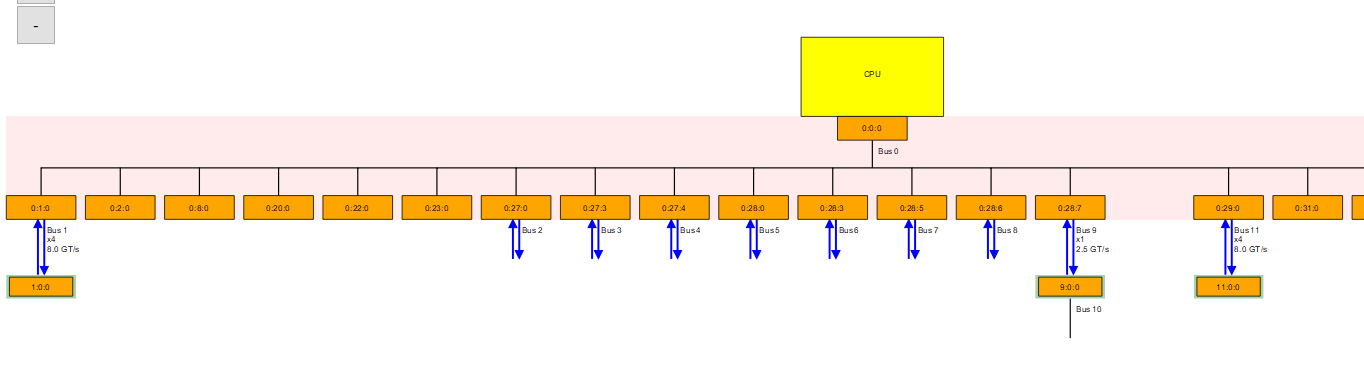 -
CPU
0:0:0
Bus 0
0:1:0
0:2:0
0:8:0
0:20:0
0:22:0
0:23:0
0:27:0
0:27:3
0:27:4
0:28:0
0:28:3
0:28:5
0:28:6
0:28:7
0:29:0
0:31:0
Bus 1
x4
8.0 GT/s
Bus 2
Bus 3
Bus 4
Bus 5
Bus 6
Bus 7
Bus 8
Bus 9
x1
2.5 GT/s
Bus 11
x4
8.0 GT/s
1:0:0
9:0:0
11:0:0
Bus 10